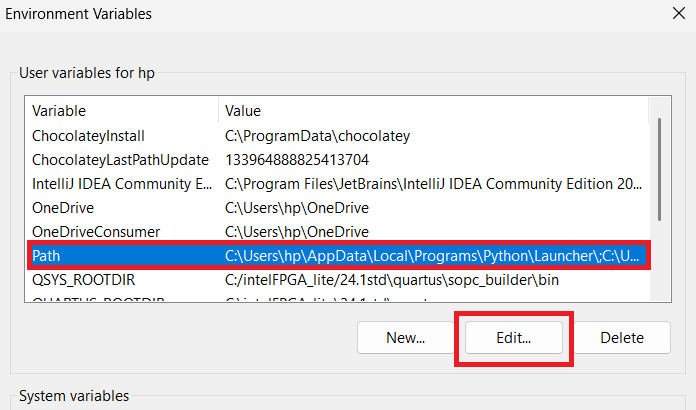 Environment Variables
User variables for hp
Variable Value
ChocolateyInstall C:\ProgramData\chocolatey
ChocolateyLastPathUpdate 133964888825413704
IntelliJ IDEA Community E... C:\Program Files\JetBrains\IntelliJ IDEA Community Edition 20...
OneDrive C:\Users\hp\OneDrive
OneDriveConsumer C:\Users\hp\OneDrive
Path C:\Users\hp\AppData\Local\Programs\Python\Launcher\;C:\U...
QSYS_ROOTDIR C:/intelFPGA_lite/24.1std\quartus\sopc_builder\bin
New... Edit... Delete
System variables